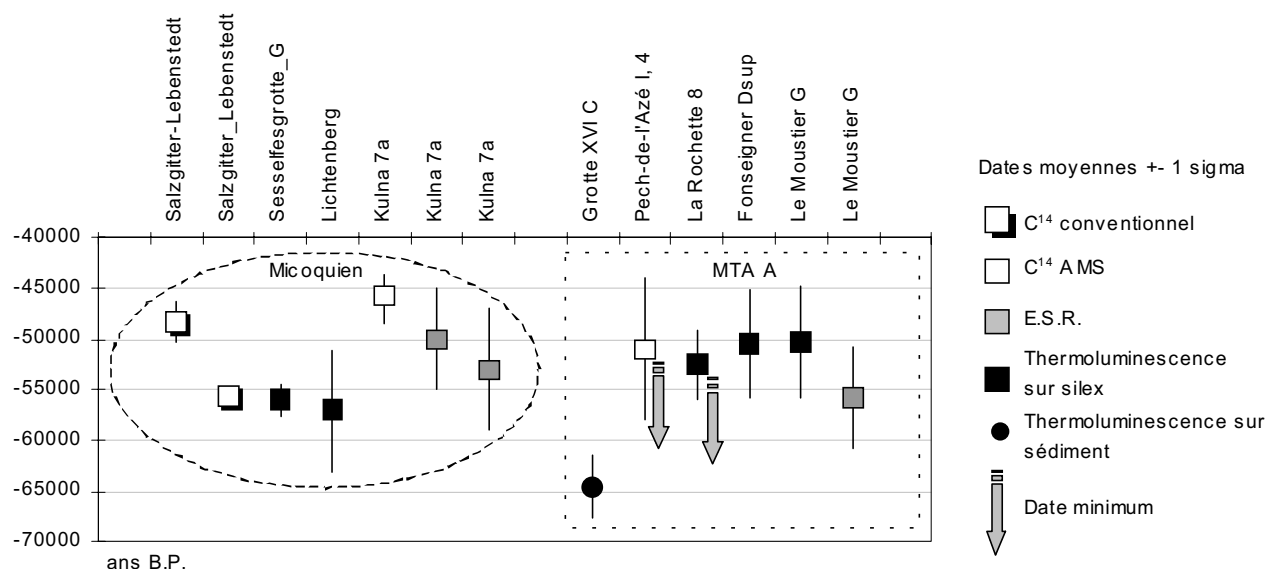 Salzgitter-Lebenstedt
Salzgitter_Lebenstedt
Sesselfesgrotte_G
Lichtenberg
Kulna 7a
Kulna 7a
Kulna 7a
Grotte XVI C
Pech-de-l'Azé I, 4
La Rochette 8
Fonseigner Dsup
Le Moustier G
Le Moustier G
-40000
-45000
-50000
-55000
-60000
-65000
-70000
ans B.P.
Micoquien
MTA A
Dates moyennes +- 1 sigma
C¹⁴ conventionnel
C¹⁴ AMS
E.S.R.
Thermoluminescence
sur silex
Thermoluminescence sur
sédiment
Date minimum